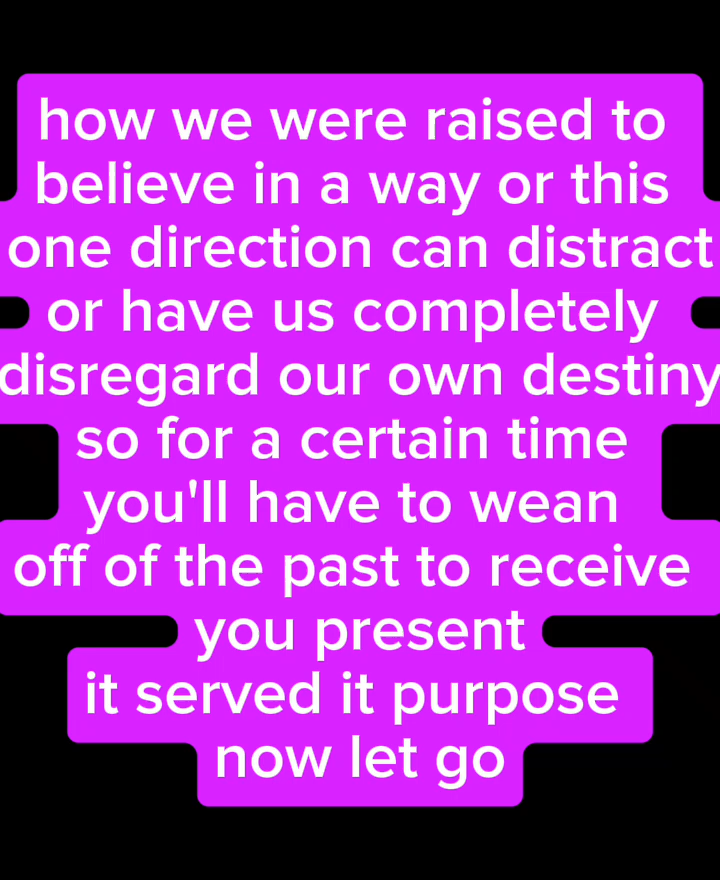 how we were raised to
believe in a way or this
one direction can distract
or have us completely
disregard our own destiny
so for a certain time
you'll have to wean
off of the past to receive
you present
it served it purpose
now let go